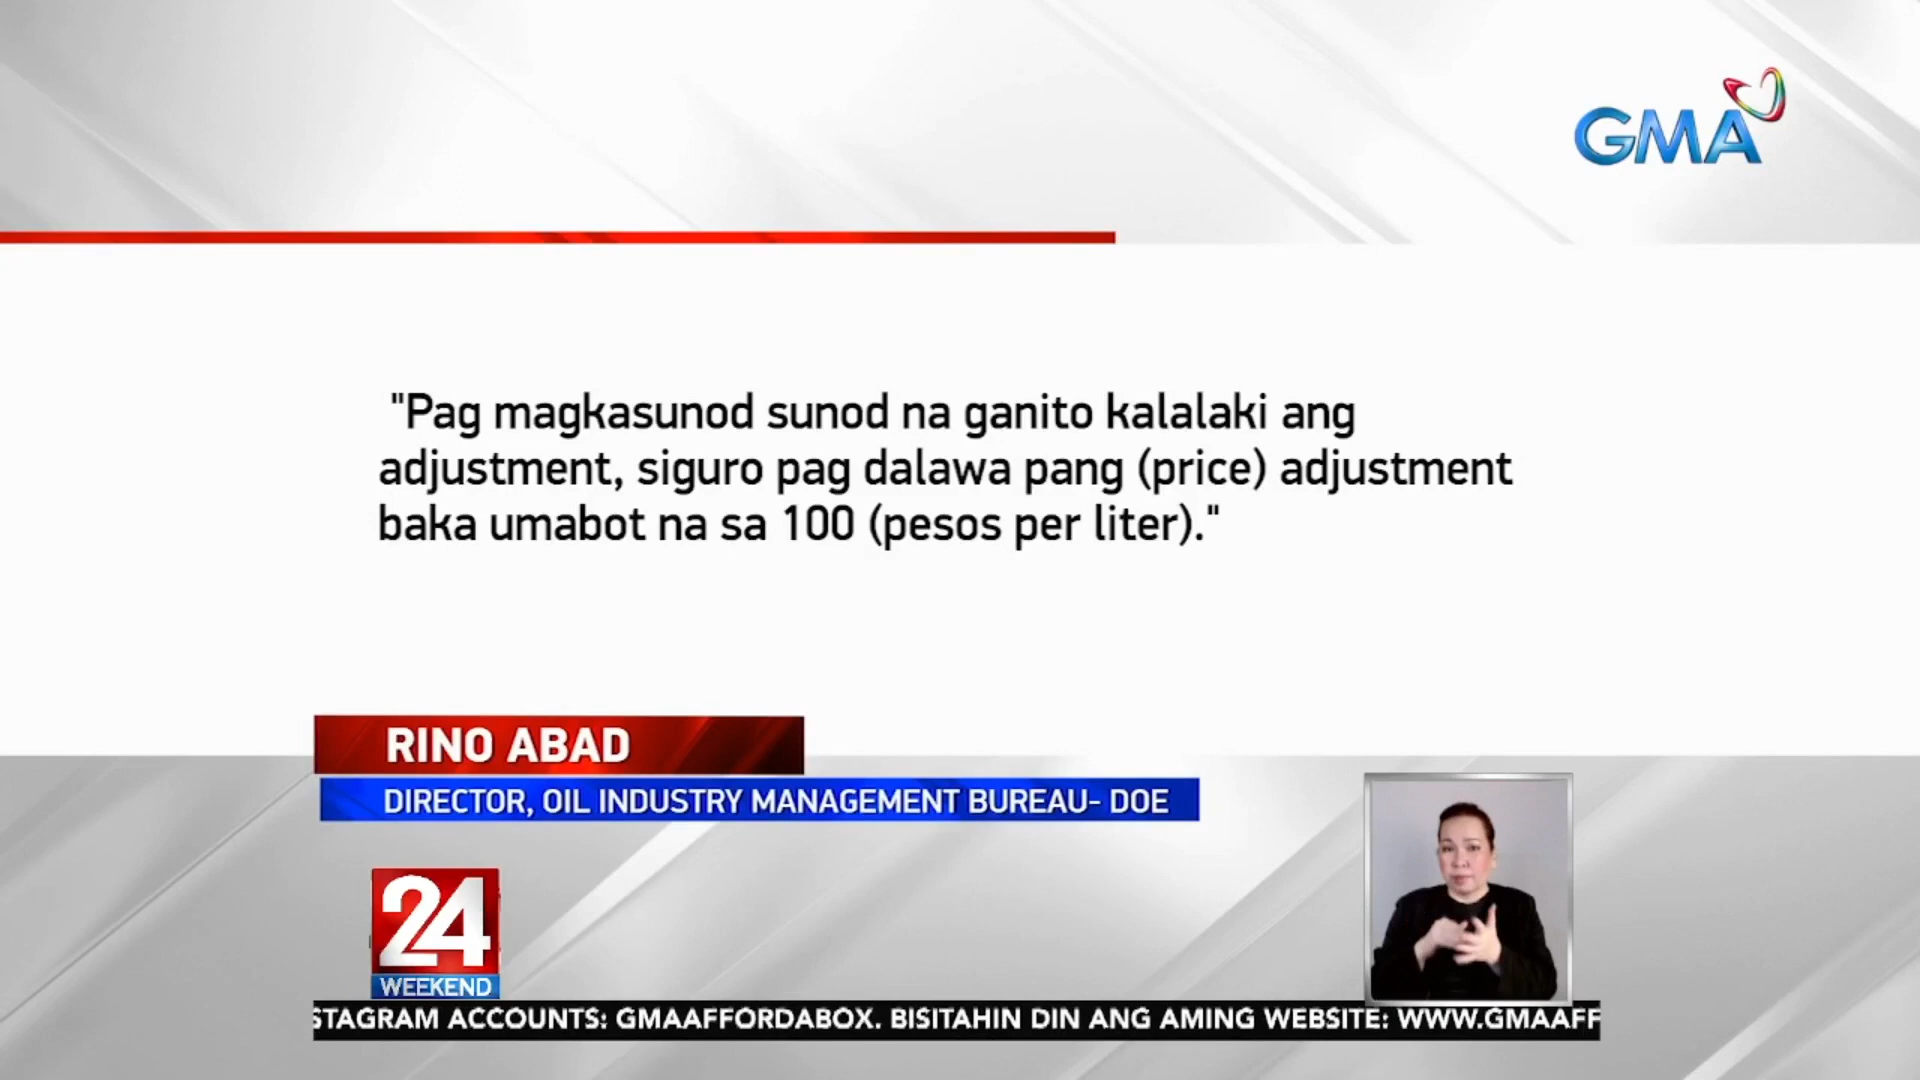 GMA
"Pag magkasunod sunod na ganito kalalaki ang
adjustment, siguro pag dalawa pang (price) adjustment
baka umabot na sa 100 (pesos per liter)."
RINO ABAD
DIRECTOR, OIL INDUSTRY MANAGEMENT BUREAU- DOE
24
WEEKEND
STAGRAM ACCOUNTS: GMAAFFORDABOX. BISITAHIN DIN ANG AMING WEBSITE: WWW.GMAAFF